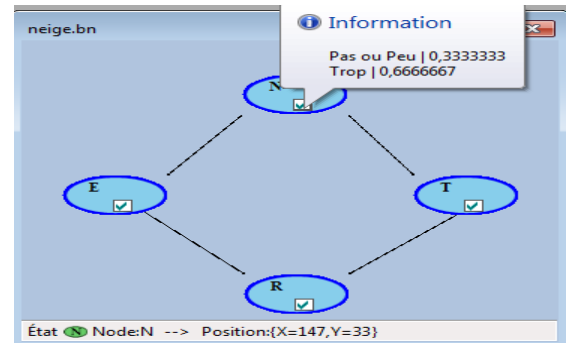 neige.bn
Information
Pas ou Peu | 0,3333333
Trop | 0,6666667
N
E
T
R
État N Node:N --> Position:{X=147,Y=33}